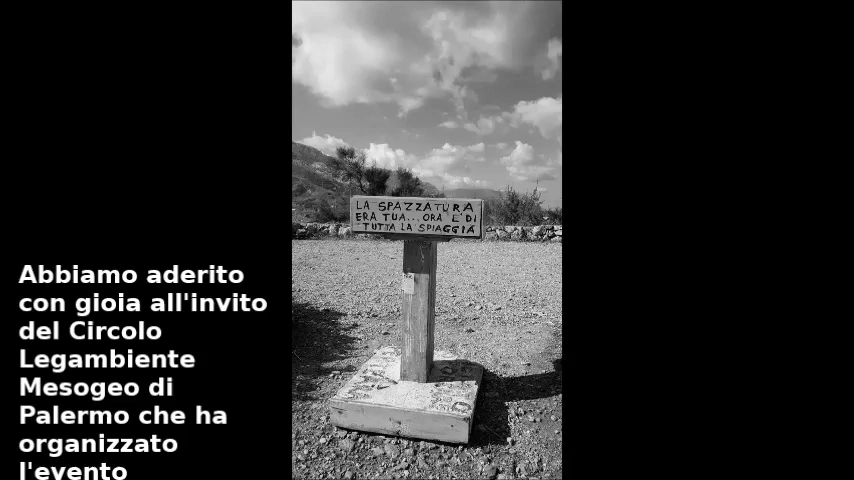 LA SPAZZATURA
ERA TUA...ORA E' DI
TUTTA LA SPIAGGIA
Abbiamo aderito
con gioia all'invito
del Circolo
Legambiente
Mesogeo di
Palermo che ha
organizzato
l'evento